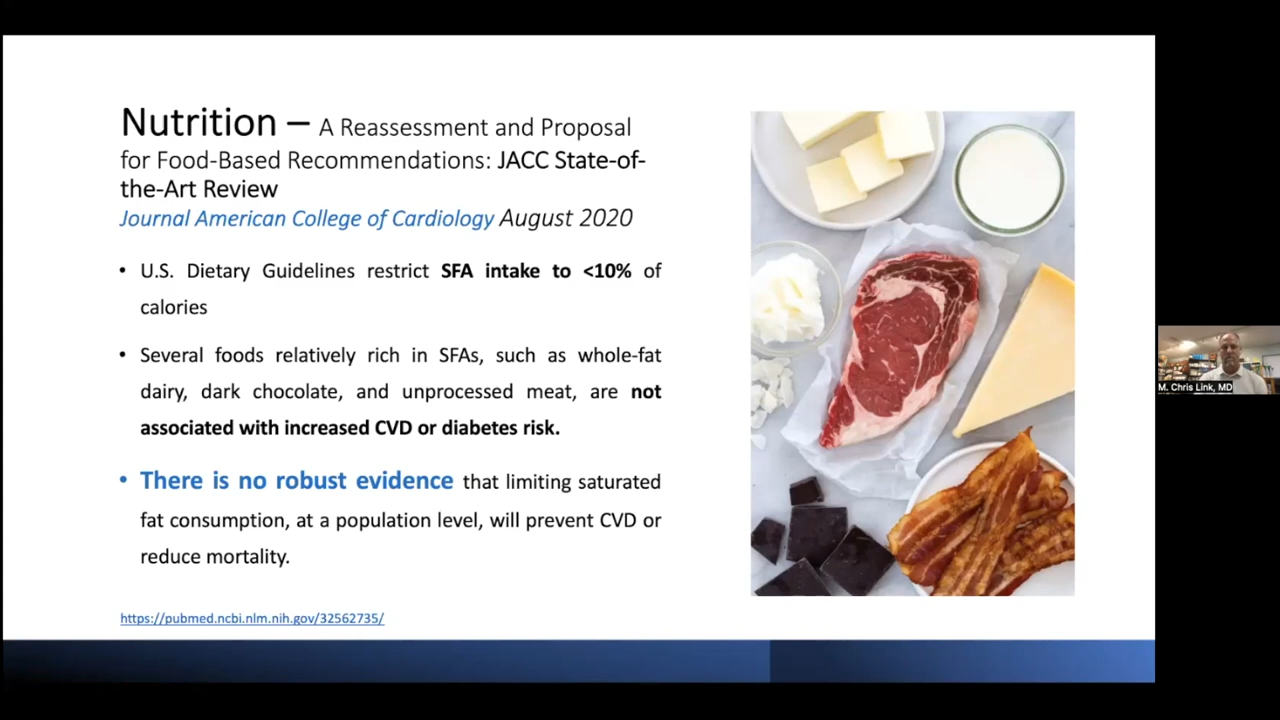 Nutrition – A Reassessment and Proposal
for Food-Based Recommendations: JACC State-of-
the-Art Review
Journal American College of Cardiology August 2020
• U.S. Dietary Guidelines restrict SFA intake to <10% of
calories
• Several foods relatively rich in SFAs, such as whole-fat
dairy, dark chocolate, and unprocessed meat, are not
associated with increased CVD or diabetes risk.
• There is no robust evidence that limiting saturated
fat consumption, at a population level, will prevent CVD or
reduce mortality.
https://pubmed.ncbi.nlm.nih.gov/32562735/
M. Chris Link, MD